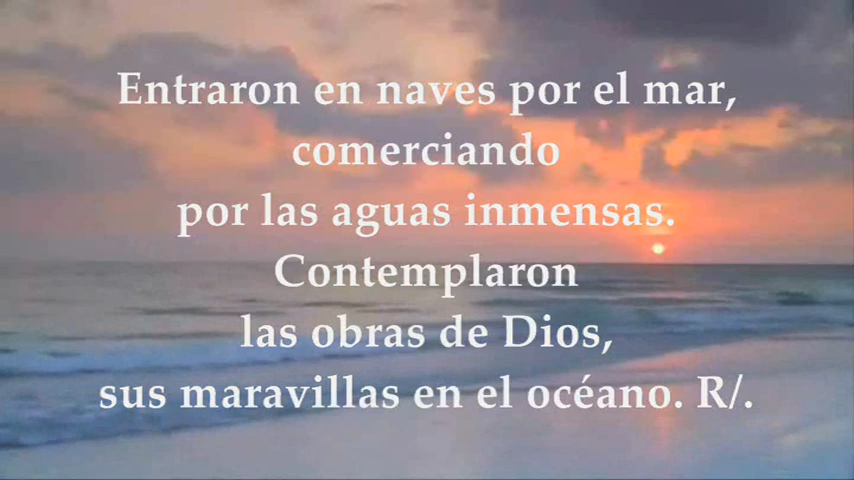 Entraron en naves por el mar,
comerciando
por las aguas inmensas.
Contemplaron
las obras de Dios,
sus maravillas en el océano. R/.